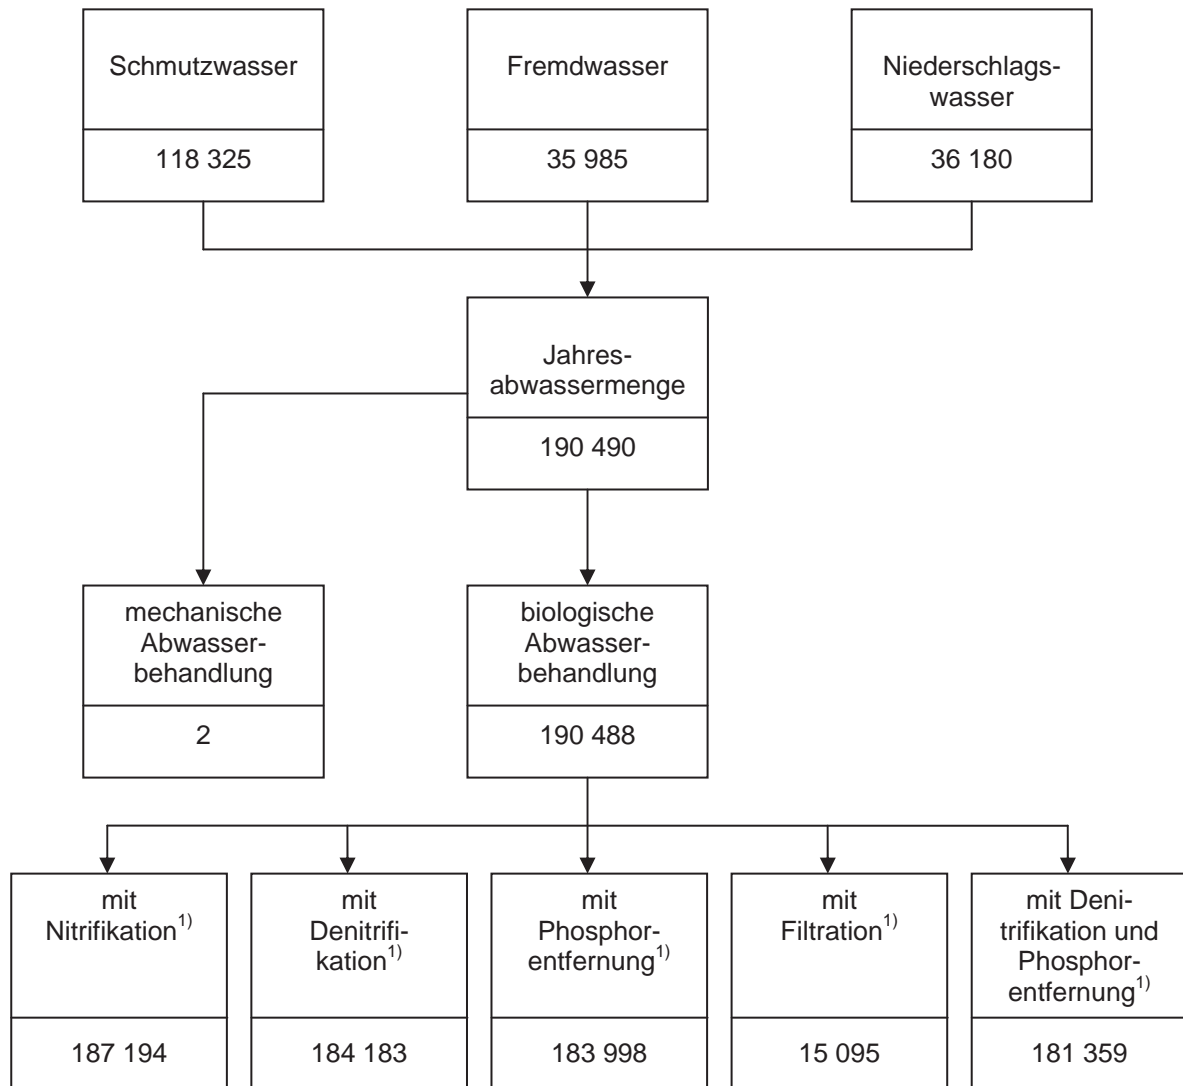 Schmutzwasser
118 325
Fremdwasser
35 985
Niederschlags-
wasser
36 180
Jahres-
abwassermenge
190 490
mechanische
Abwasser-
behandlung
2
biologische
Abwasser-
behandlung
190 488
mit
Nitrifikation1)
187 194
mit
Denitrifi-
kation1)
184 183
mit
Phosphor-
entfernung1)
183 998
mit
Filtration1)
15 095
mit Deni-
trifikation und
Phosphor-
entfernung1)
181 359